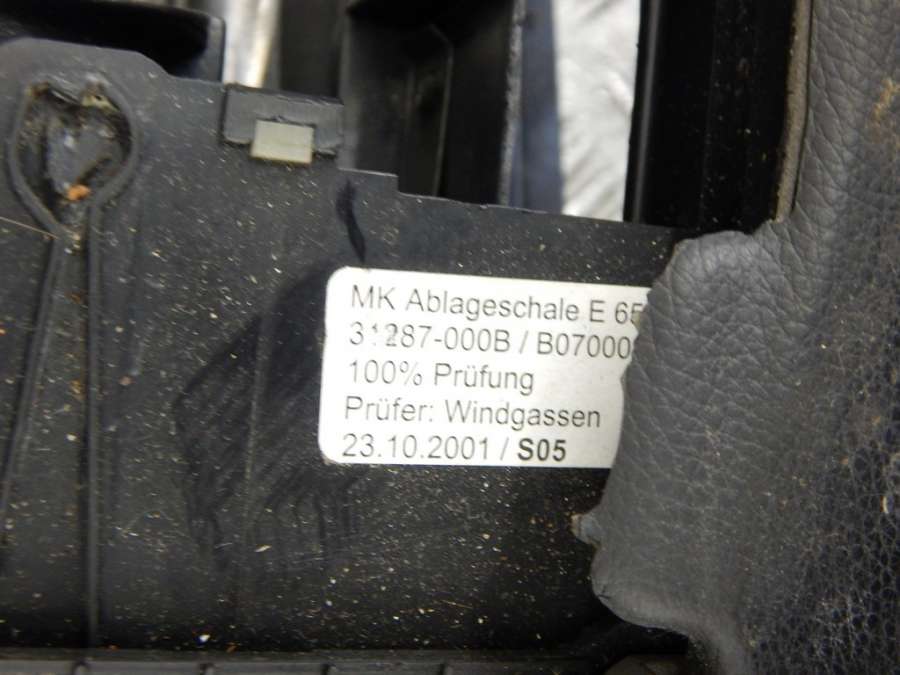 MK Ablageschale E 65
31287-000B / B07000
100% Prüfung
Prüfer: Windgassen
23.10.2001 / S05